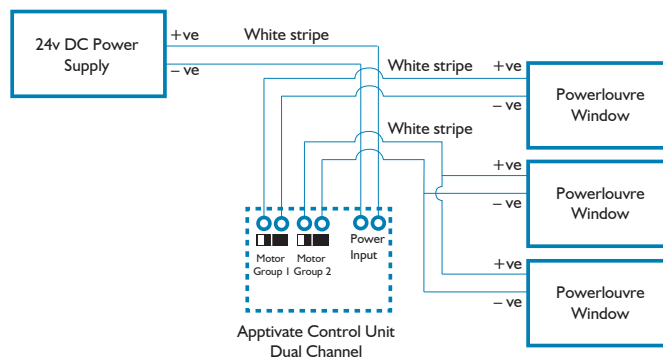 24v DC Power
Supply
+ve
White stripe
– ve
White stripe
+ve
– ve
Powerlouvre
Window
White stripe
+ve
– ve
Powerlouvre
Window
+ve
– ve
Powerlouvre
Window
Motor
Group 1
Motor
Group 2
Power
Input
Apptivate Control Unit
Dual Channel